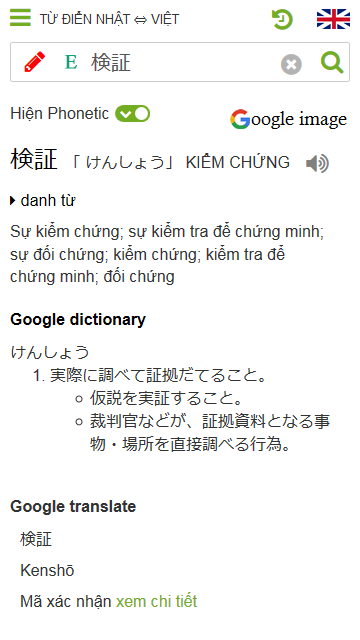 TỪ ĐIỂN NHẬT ⇔ VIỆT
E 検証
Hiện Phonetic
Google image
検証 「 けんしょう」 KIỂM CHỨNG
danh từ
Sự kiểm chứng; sự kiểm tra để chứng minh;
sự đối chứng; kiểm chứng; kiểm tra để
chứng minh; đối chứng
Google dictionary
けんしょう
1. 実際に調べて証拠だてること。
仮説を実証すること。
裁判官などが、証拠資料となる事
物・場所を直接調べる行為。
Google translate
検証
Kenshō
Mã xác nhận xem chi tiết